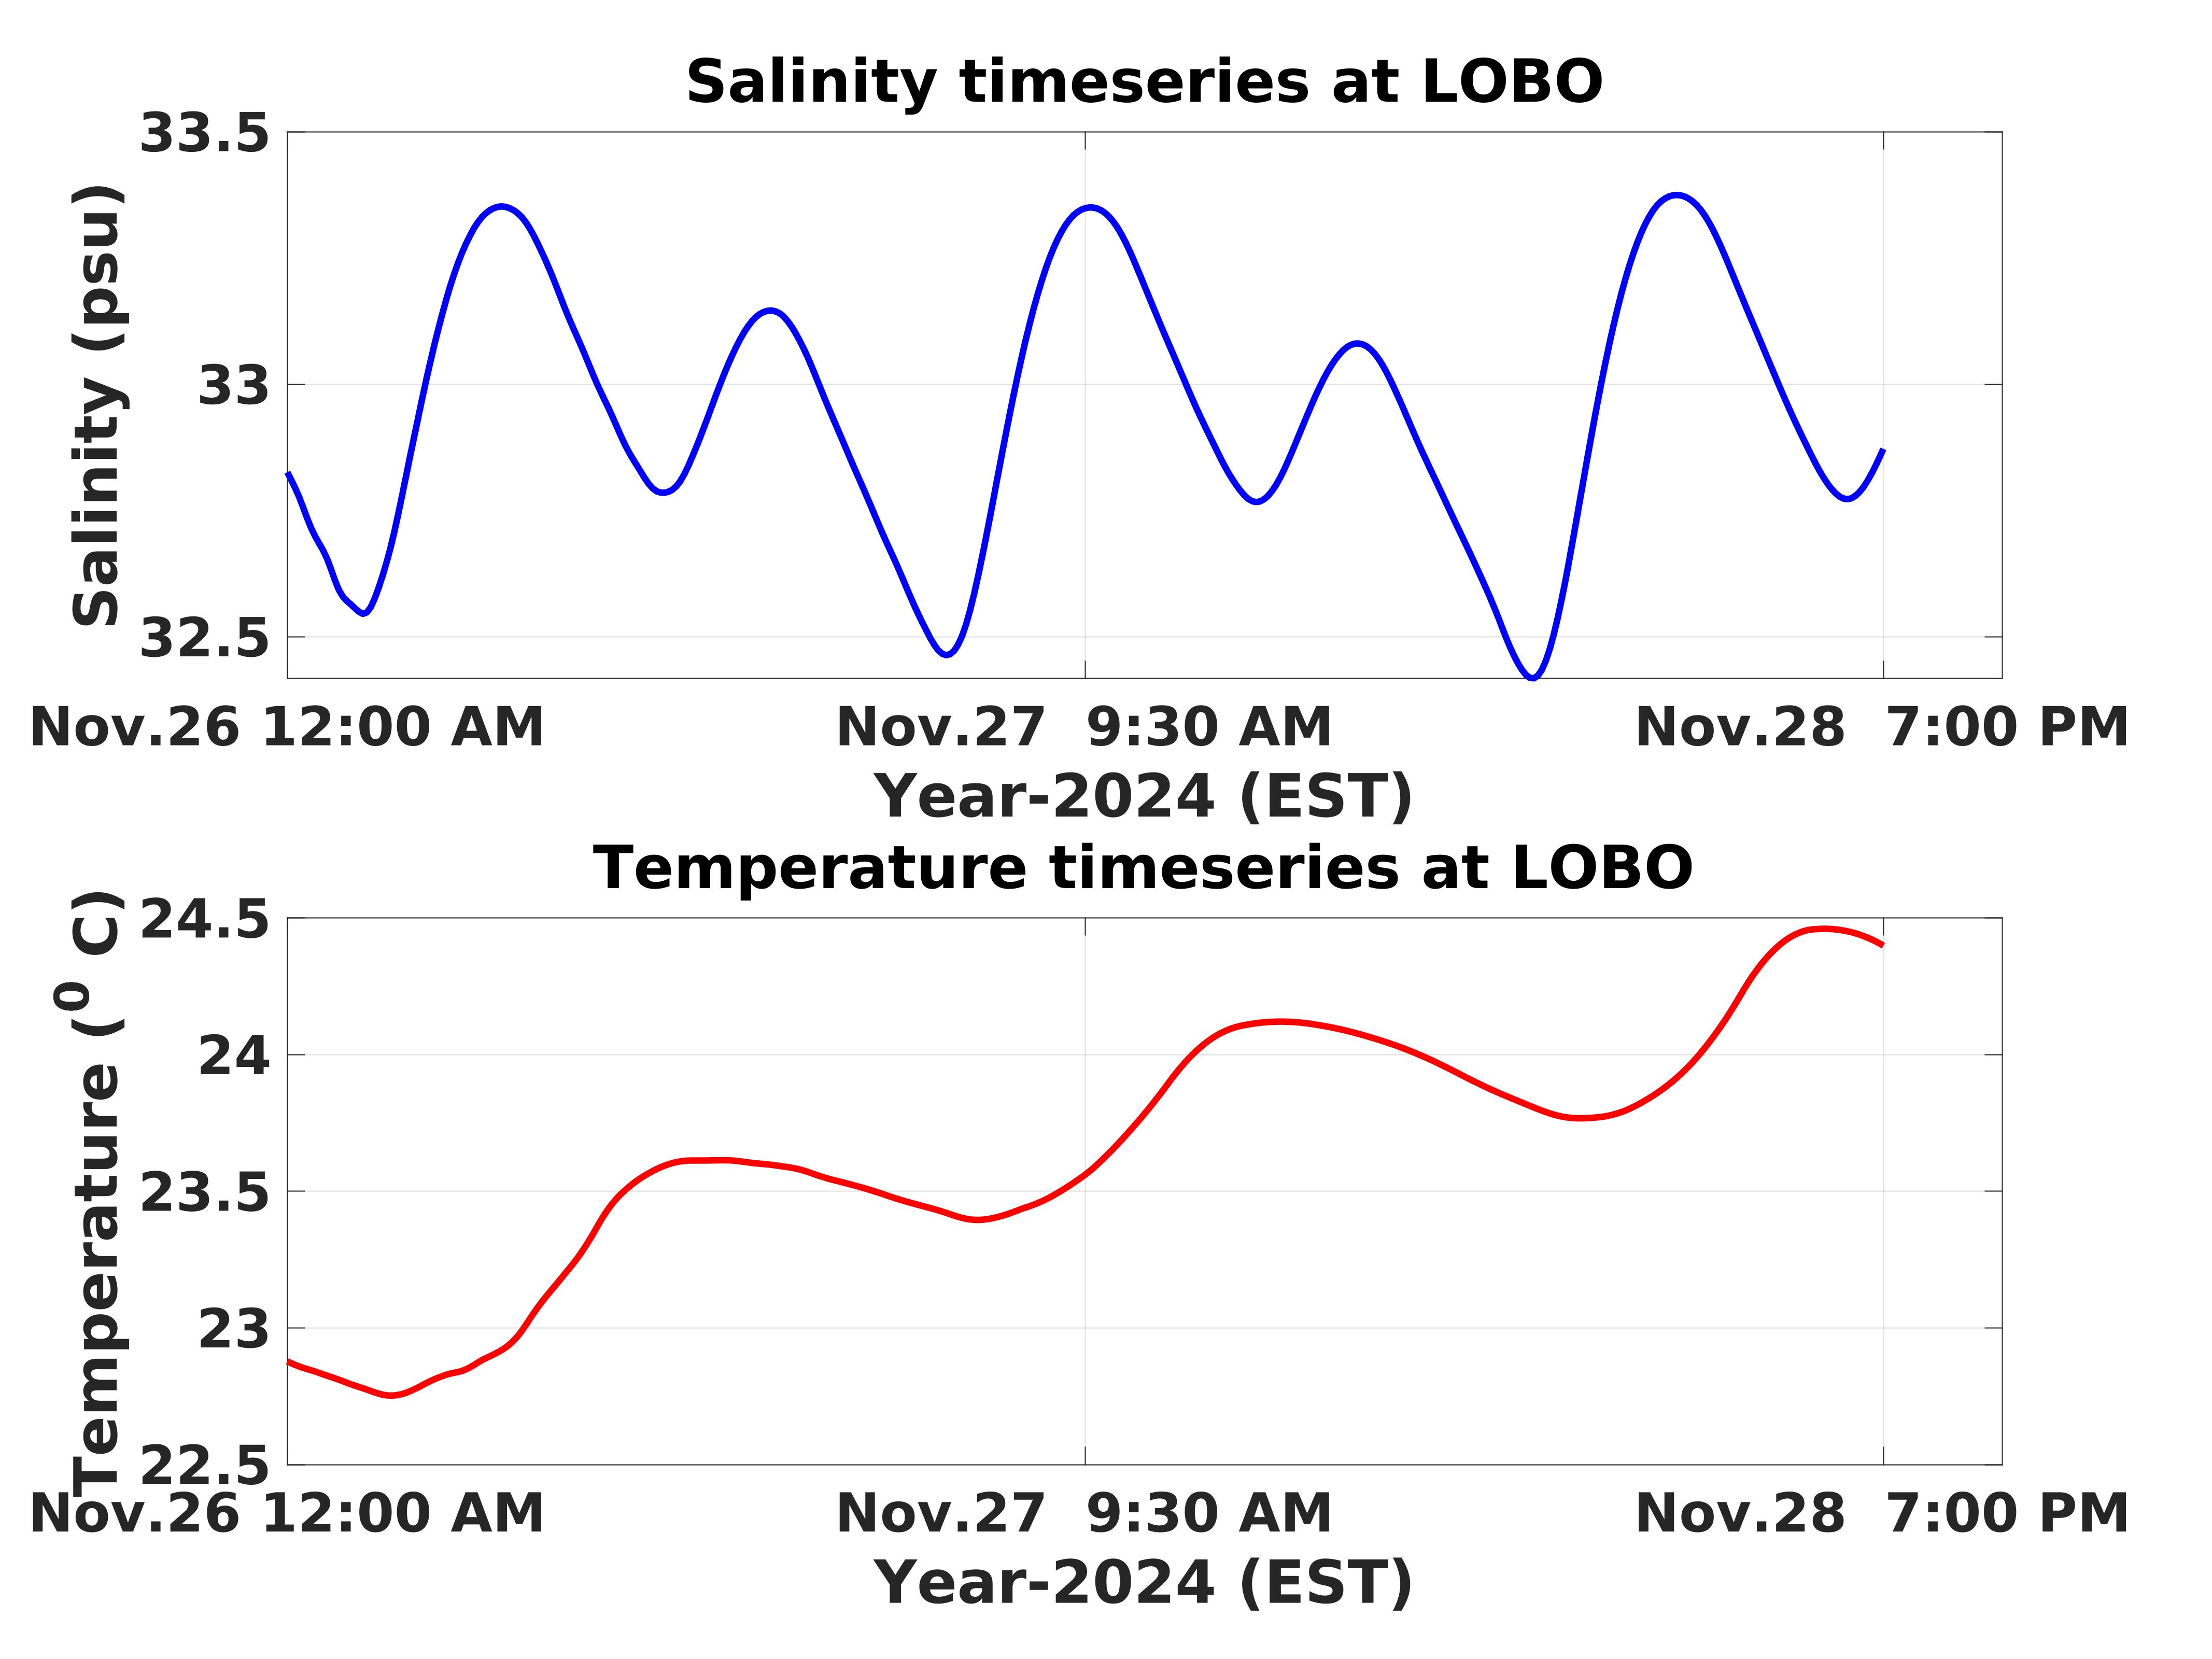 Salinity timeseries at LOBO
Salinity (psu)
33.5
33
32.5
Nov.26 12:00 AM Nov.27 9:30 AM Nov.28 7:00 PM
Year-2024 (EST)
Temperature timeseries at LOBO
Temperature (⁰ C)
24.5
24
23.5
23
22.5
Nov.26 12:00 AM Nov.27 9:30 AM Nov.28 7:00 PM
Year-2024 (EST)